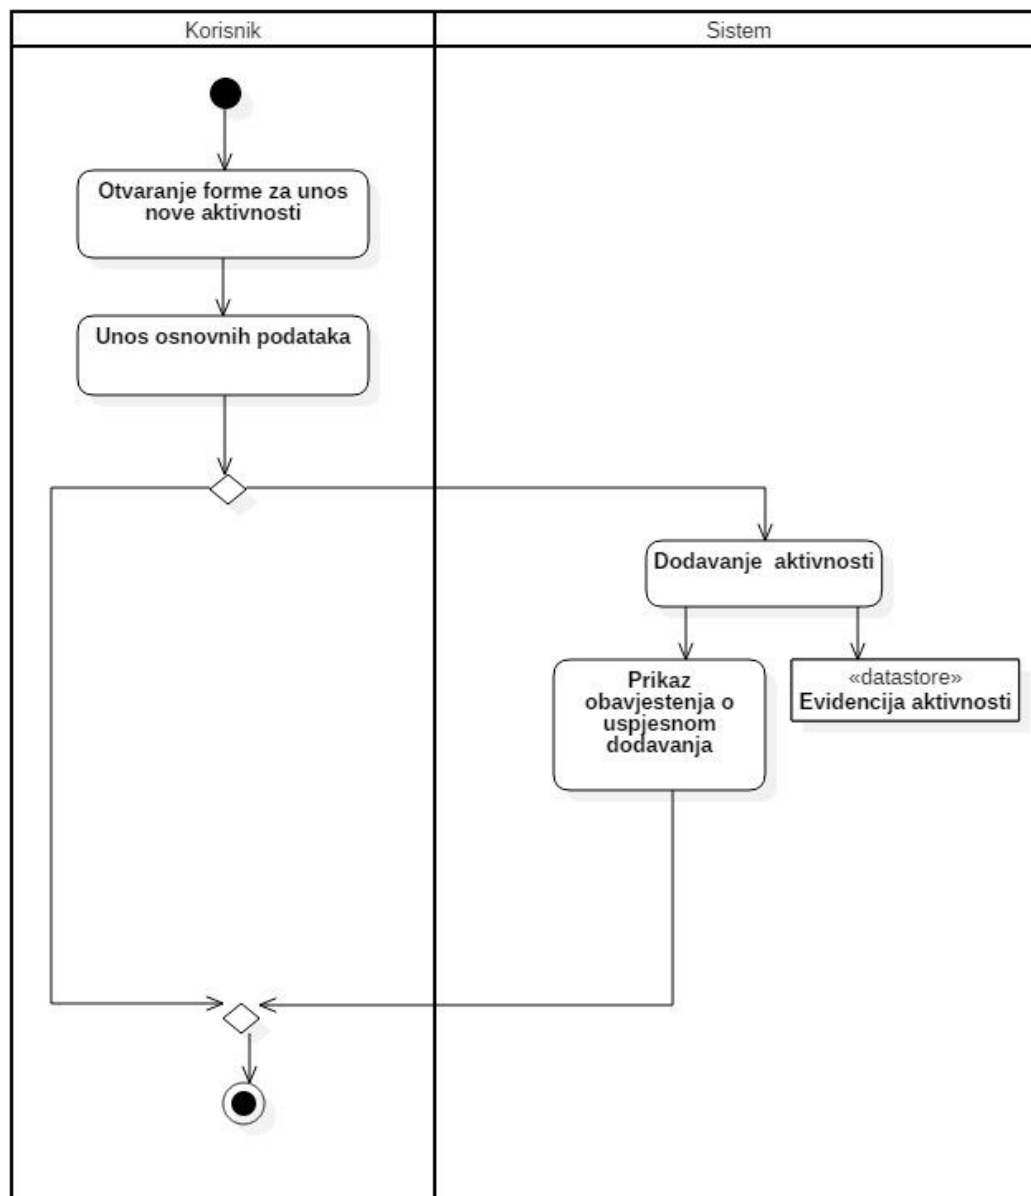 Korisnik
Sistem
Otvaranje forme za unos
nove aktivnosti
Unos osnovnih podataka
Dodavanje aktivnosti
Prikaz
obavjestenja o
uspjesnom
dodavanja
«datastore»
Evidencija aktivnosti